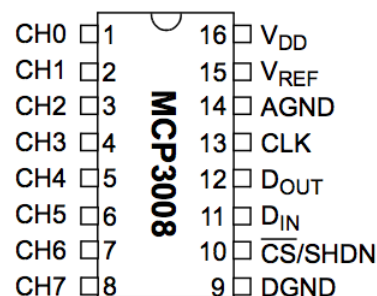 CH0 1 16 VDD
CH1 2 15 VREF
CH2 3 14 AGND
CH3 4 13 CLK
CH4 5 12 DOUT
CH5 6 11 DIN
CH6 7 10 C̅S̅/SHDN
CH7 8 9 DGND
MCP3008